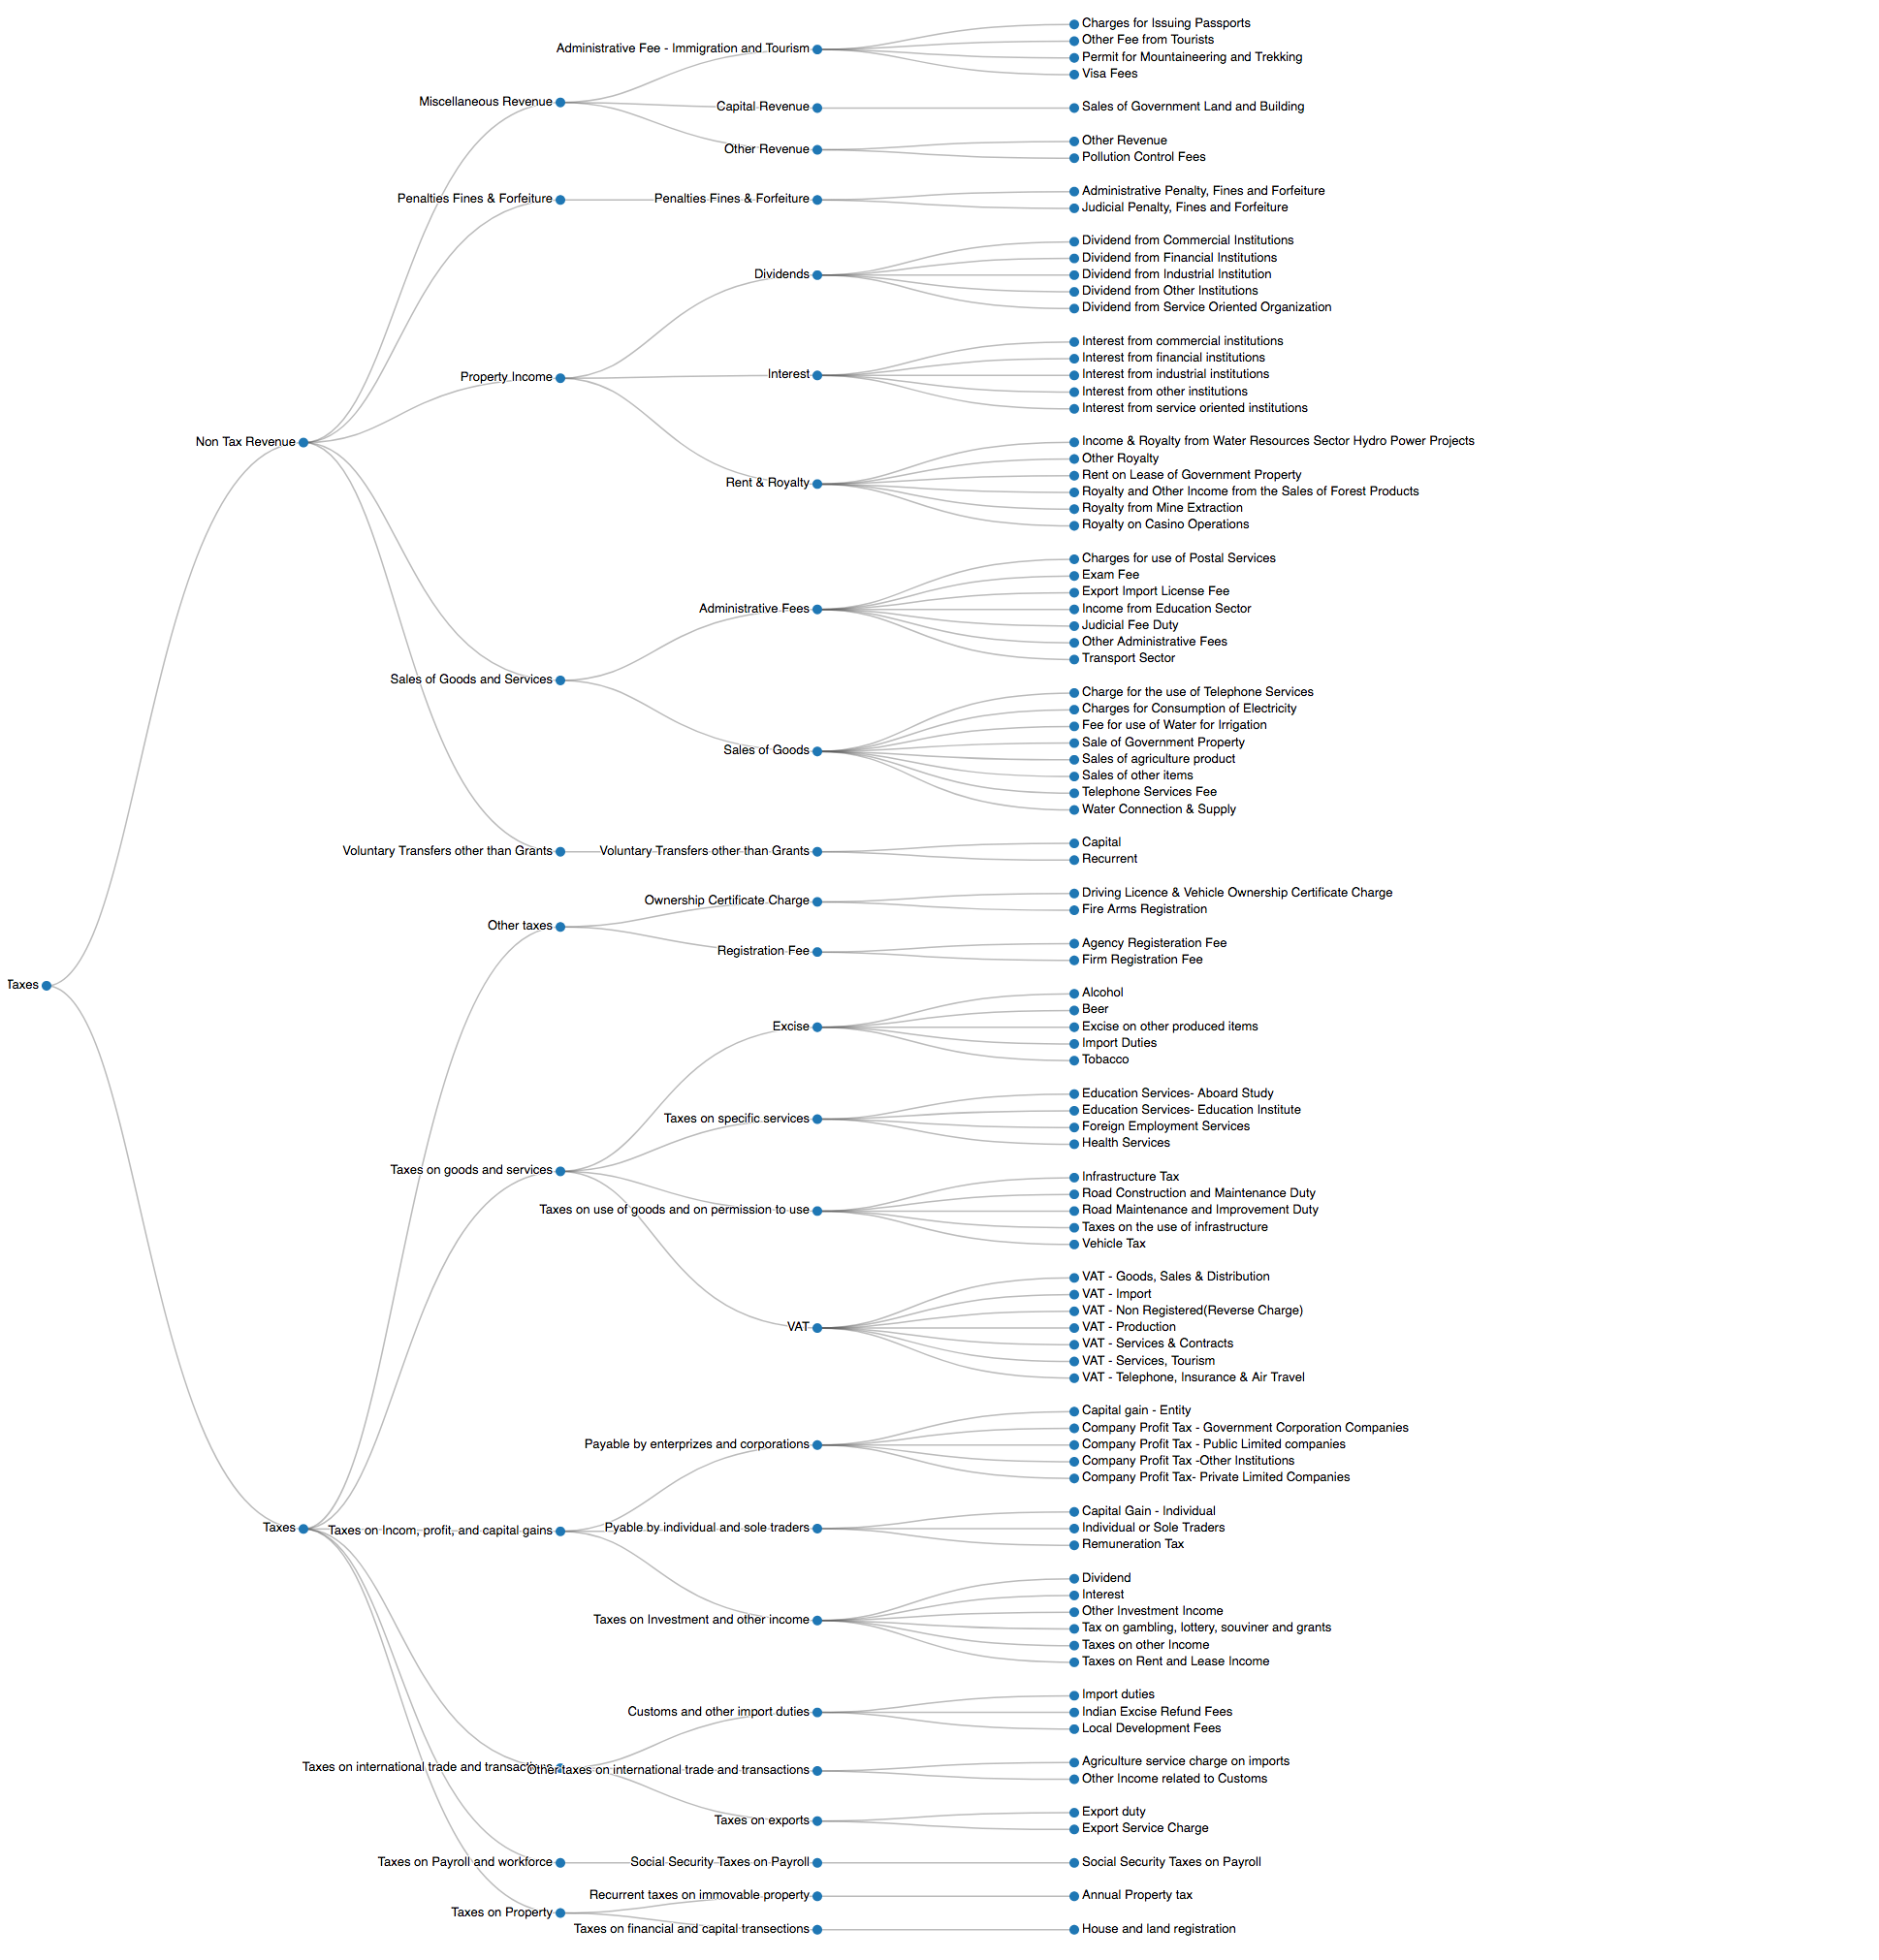 Charges for Issuing Passports
Administrative Fee - Immigration and Tourism
Other Fee from Tourists
Permit for Mountaineering and Trekking
Visa Fees
Miscellaneous Revenue
Capital Revenue
Sales of Government Land and Building
Other Revenue
Other Revenue
Pollution Control Fees
Penalties Fines & Forfeiture
Penalties Fines & Forfeiture
Administrative Penalty, Fines and Forfeiture
Judicial Penalty, Fines and Forfeiture
Dividends
Dividend from Commercial Institutions
Dividend from Financial Institutions
Dividend from Industrial Institution
Dividend from Other Institutions
Dividend from Service Oriented Organization
Property Income
Interest
Interest from commercial institutions
Interest from financial institutions
Interest from industrial institutions
Interest from other institutions
Interest from service oriented institutions
Non Tax Revenue
Rent & Royalty
Income & Royalty from Water Resources Sector Hydro Power Projects
Other Royalty
Rent on Lease of Government Property
Royalty and Other Income from the Sales of Forest Products
Royalty from Mine Extraction
Royalty on Casino Operations
Administrative Fees
Charges for use of Postal Services
Exam Fee
Export Import License Fee
Income from Education Sector
Judicial Fee Duty
Other Administrative Fees
Transport Sector
Sales of Goods and Services
Sales of Goods
Charge for the use of Telephone Services
Charges for Consumption of Electricity
Fee for use of Water for Irrigation
Sale of Government Property
Sales of agriculture product
Sales of other items
Telephone Services Fee
Water Connection & Supply
Voluntary Transfers other than Grants
Voluntary Transfers other than Grants
Capital
Recurrent
Other taxes
Ownership Certificate Charge
Driving Licence & Vehicle Ownership Certificate Charge
Fire Arms Registration
Registration Fee
Agency Registeration Fee
Firm Registration Fee
Taxes
Excise
Alcohol
Beer
Excise on other produced items
Import Duties
Tobacco
Taxes on specific services
Education Services- Aboard Study
Education Services- Education Institute
Foreign Employment Services
Health Services
Taxes on goods and services
Taxes on use of goods and on permission to use
Infrastructure Tax
Road Construction and Maintenance Duty
Road Maintenance and Improvement Duty
Taxes on the use of infrastructure
Vehicle Tax
VAT
VAT - Goods, Sales & Distribution
VAT - Import
VAT - Non Registered(Reverse Charge)
VAT - Production
VAT - Services & Contracts
VAT - Services, Tourism
VAT - Telephone, Insurance & Air Travel
Payable by enterprizes and corporations
Capital gain - Entity
Company Profit Tax - Government Corporation Companies
Company Profit Tax - Public Limited companies
Company Profit Tax -Other Institutions
Company Profit Tax- Private Limited Companies
Taxes
Taxes on Incom, profit, and capital gains
Pyable by individual and sole traders
Capital Gain - Individual
Individual or Sole Traders
Remuneration Tax
Taxes on Investment and other income
Dividend
Interest
Other Investment Income
Tax on gambling, lottery, souviner and grants
Taxes on other Income
Taxes on Rent and Lease Income
Customs and other import duties
Import duties
Indian Excise Refund Fees
Local Development Fees
Taxes on international trade and transactions
Other taxes on international trade and transactions
Agriculture service charge on imports
Other Income related to Customs
Taxes on exports
Export duty
Export Service Charge
Taxes on Payroll and workforce
Social Security Taxes on Payroll
Social Security Taxes on Payroll
Recurrent taxes on immovable property
Annual Property tax
Taxes on Property
Taxes on financial and capital transections
House and land registration